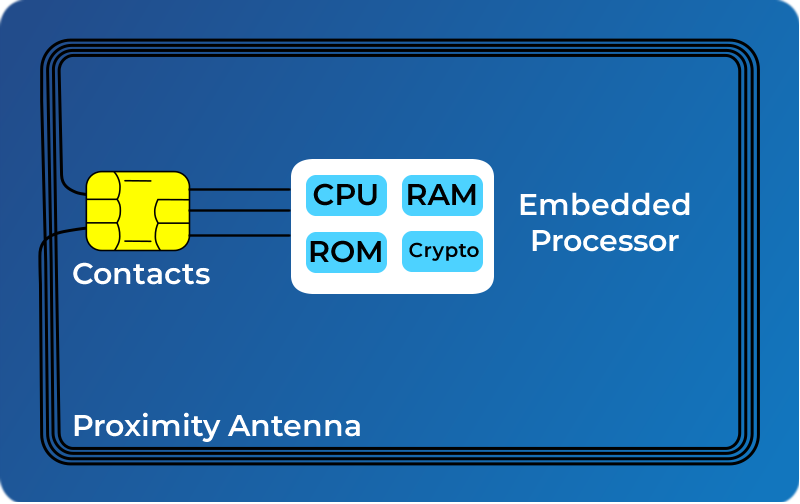 CPU
RAM
ROM
Crypto
Embedded
Processor
Contacts
Proximity Antenna